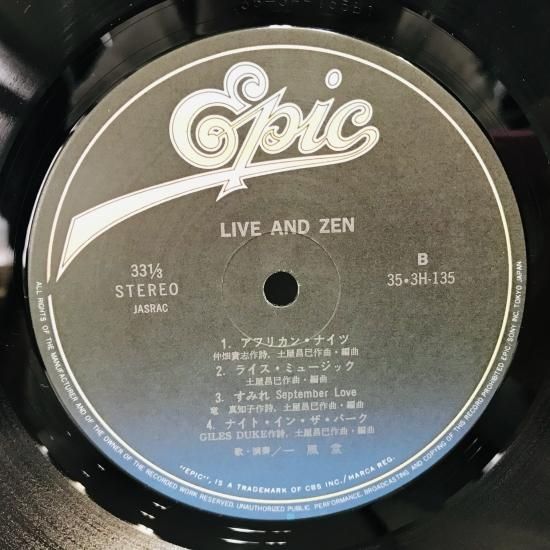 Epic
LIVE AND ZEN
33⅓
STEREO
JASRAC
B
35•3H-135
1. アフリカン・ナイツ
仲畑貴志作詩、土屋昌巳作曲・編曲
2. ライス・ミュージック
土屋昌巳作曲・編曲
3. すみれ September Love
竜 真知子作詩、土屋昌巳作曲・編曲
4. ナイト・イン・ザ・パーク
GILES DUKE作詩、土屋昌巳作曲・編曲
歌・演奏/一風堂
"EPIC", IS A TRADEMARK OF CBS INC./MARCA REG.
ALL RIGHTS OF THE MANUFACTURER AND OF THE OWNER OF THE RECORDED WORK RESERVED. UNAUTHORIZED PUBLIC PERFORMANCE, BROADCASTING AND COPYING OF THIS RECORD PROHIBITED EPIC, SONY INC. TOKYO JAPAN